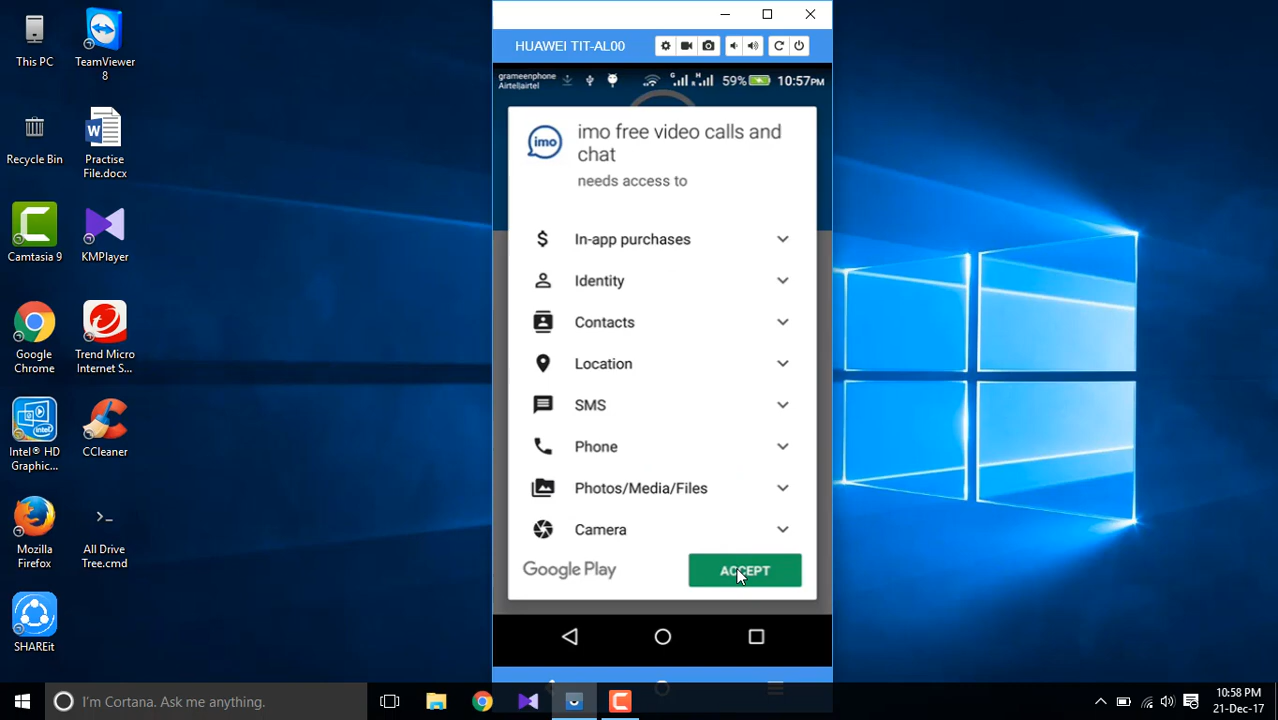 This PC
TeamViewer
8
Recycle Bin
Practise
File.docx
Camtasia 9
KMPlayer
Google
Chrome
Trend Micro
Internet S...
Intel® HD
Graphic...
CCleaner
Mozilla
Firefox
All Drive
Tree.cmd
SHAREit
HUAWEI TIT-AL00
grameenphone
Airtel|airtel
59%
10:57PM
imo
imo free video calls and
chat
needs access to
In-app purchases
Identity
Contacts
Location
SMS
Phone
Photos/Media/Files
Camera
Google Play
ACCEPT
I'm Cortana. Ask me anything.
10:58 PM
21-Dec-17